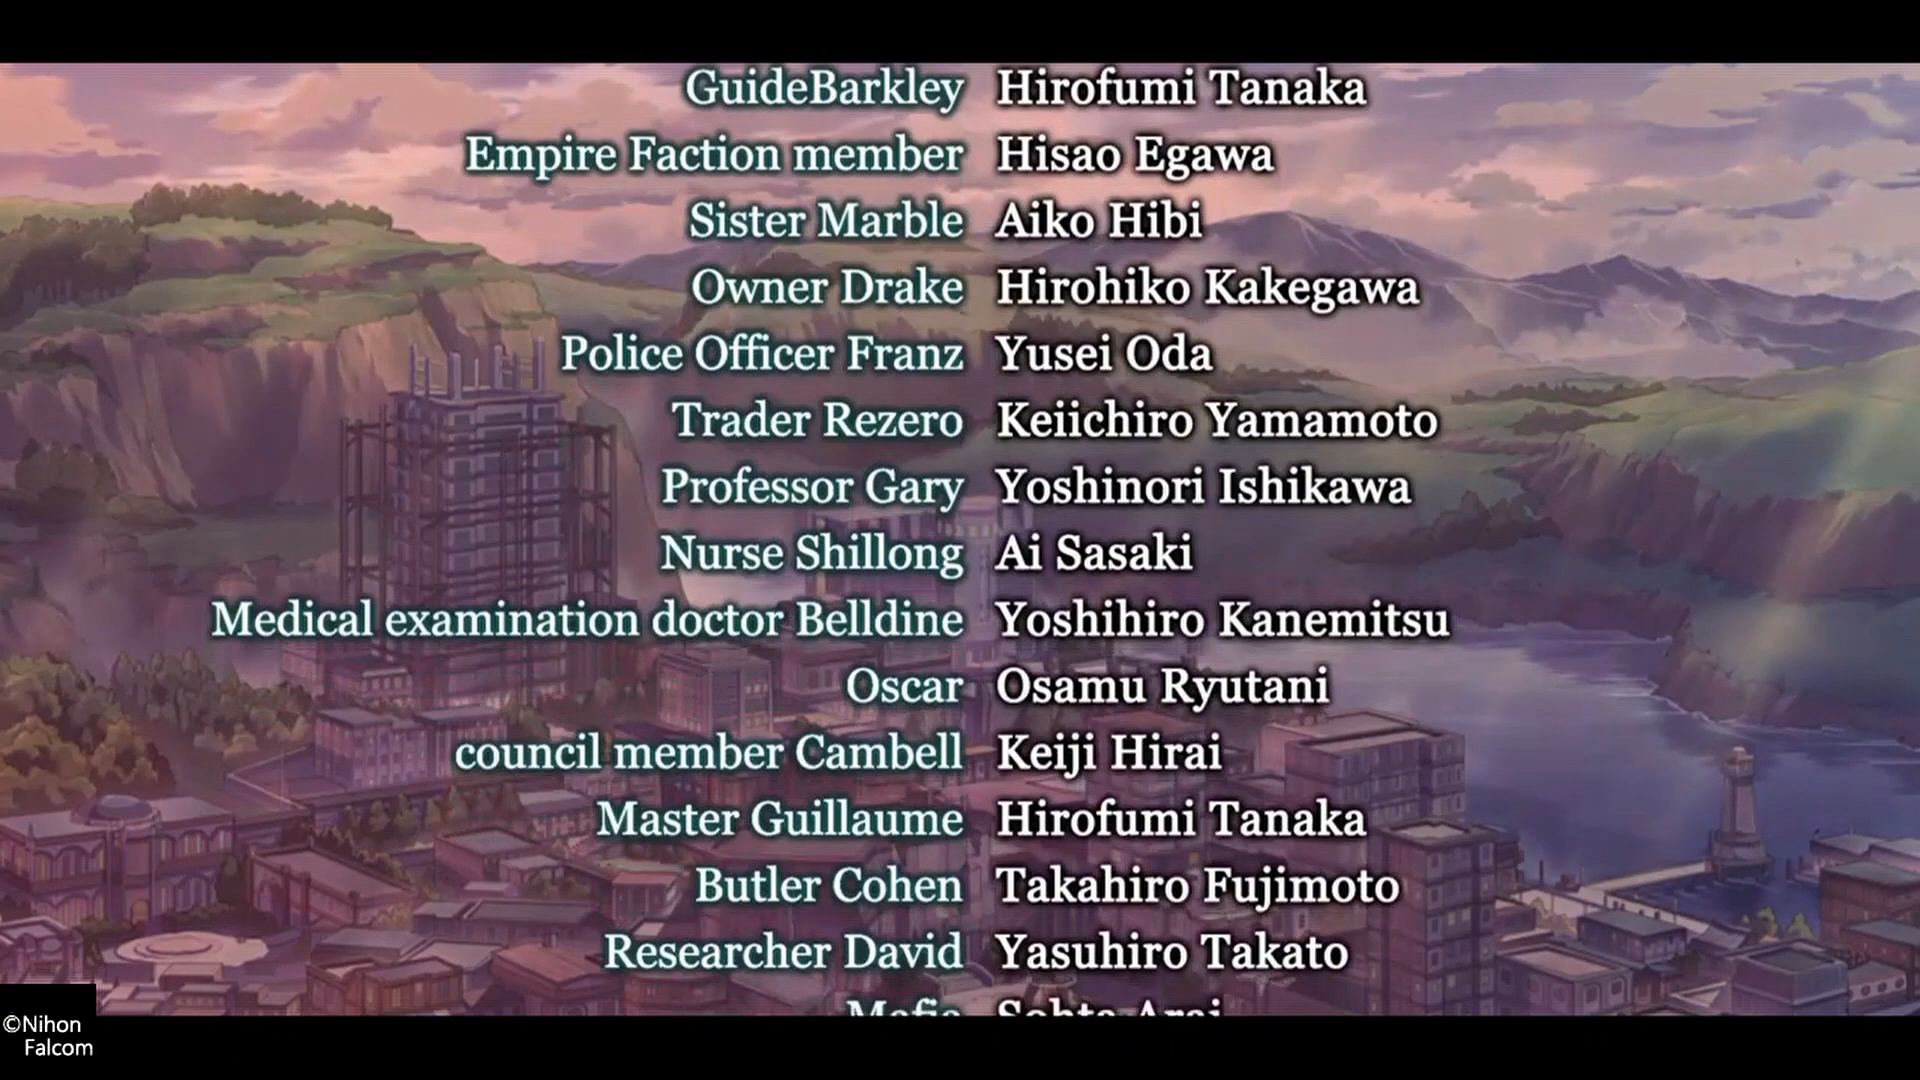 GuideBarkley Hirofumi Tanaka
Empire Faction member Hisao Egawa
Sister Marble Aiko Hibi
Owner Drake Hirohiko Kakegawa
Police Officer Franz Yusei Oda
Trader Rezero Keiichiro Yamamoto
Professor Gary Yoshinori Ishikawa
Nurse Shillong Ai Sasaki
Medical examination doctor Belldine Yoshihiro Kanemitsu
Oscar Osamu Ryutani
council member Cambell Keiji Hirai
Master Guillaume Hirofumi Tanaka
Butler Cohen Takahiro Fujimoto
Researcher David Yasuhiro Takato
©Nihon
Falcom